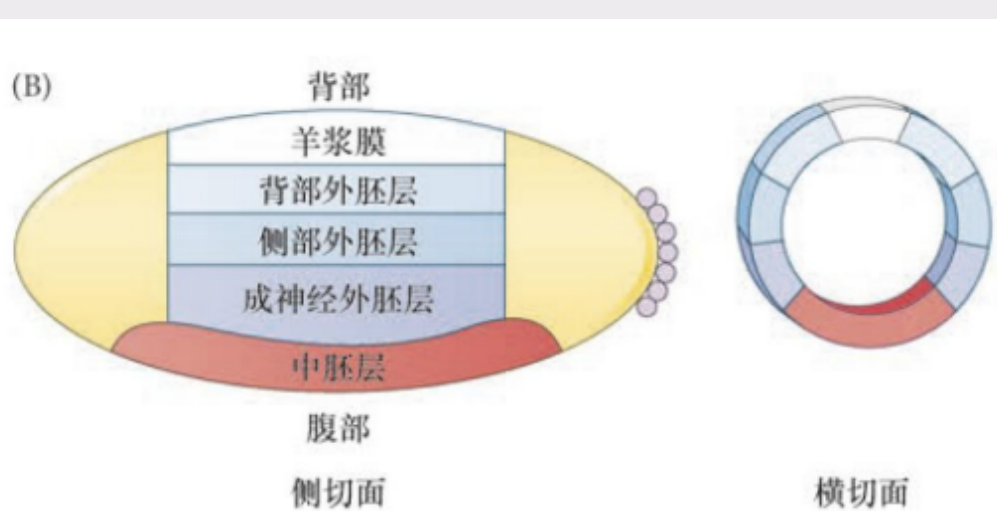 (B)
背部
羊浆膜
背部外胚层
侧部外胚层
成神经外胚层
中胚层
腹部
侧切面
横切面